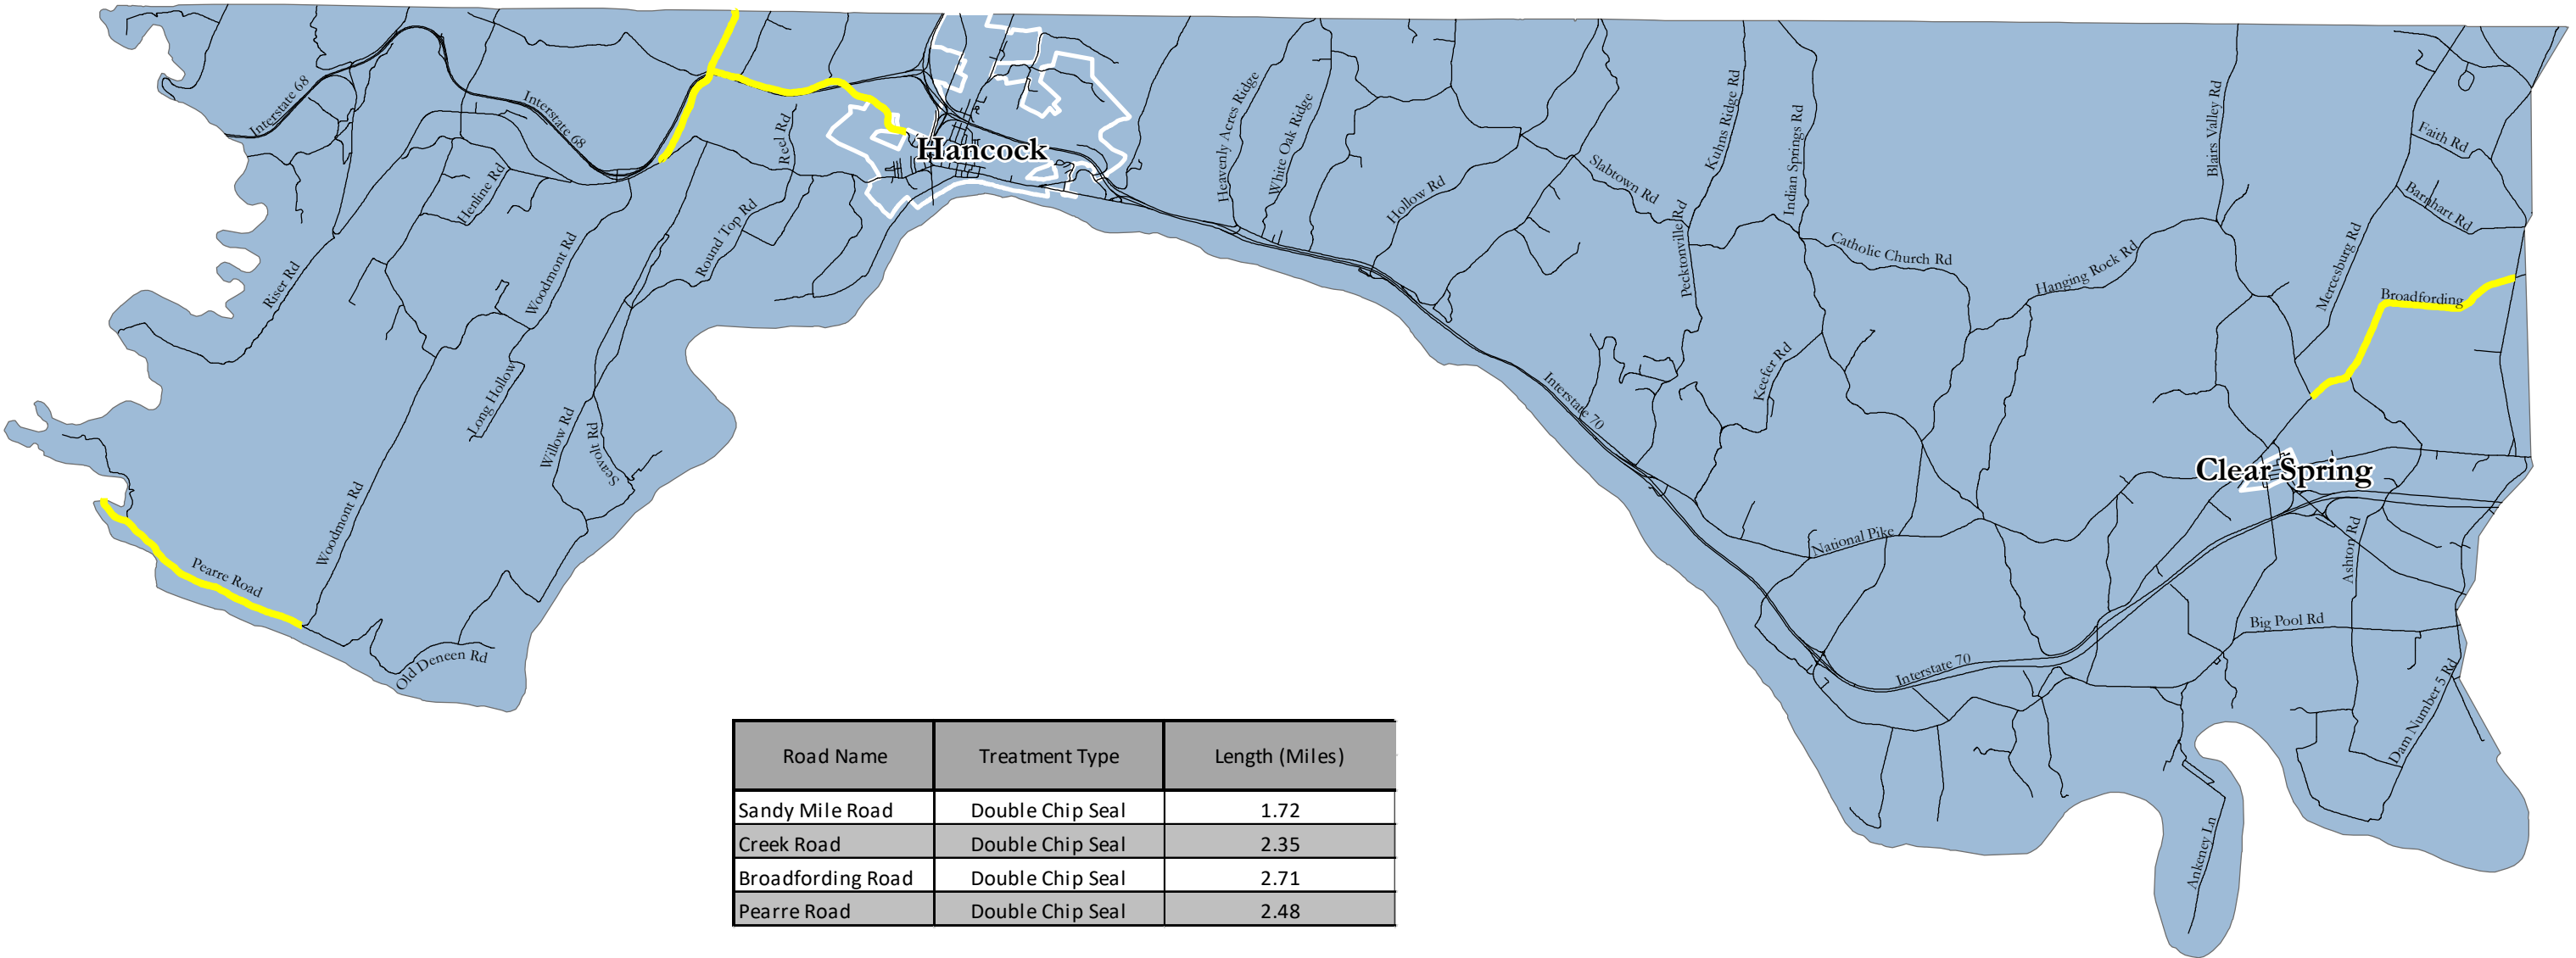 Interstate 68
Interstate 68
Hancock
Reel Rd
Henline Rd
Round Top Rd
Woodmont Rd
Riser Rd
Long Hollow
Willow Rd
Seavolt Rd
Woodmont Rd
Pearre Road
Old Deneen Rd
Heavenly Acres Ridge
White Oak Ridge
Hollow Rd
Slabtown Rd
Kuhns Ridge Rd
Indian Springs Rd
Pecktonville Rd
Catholic Church Rd
Hanging Rock Rd
Blairs Valley Rd
Faith Rd
Barnhart Rd
Mercesburg Rd
Broadfording
Keefer Rd
Interstate 70
Clear Spring
National Pike
Ashton Rd
Big Pool Rd
Interstate 70
Dam Number 5 Rd
Ankeney Ln
Road Name Treatment Type Length (Miles)
Sandy Mile Road Double Chip Seal 1.72
Creek Road Double Chip Seal 2.35
Broadfording Road Double Chip Seal 2.71
Pearre Road Double Chip Seal 2.48